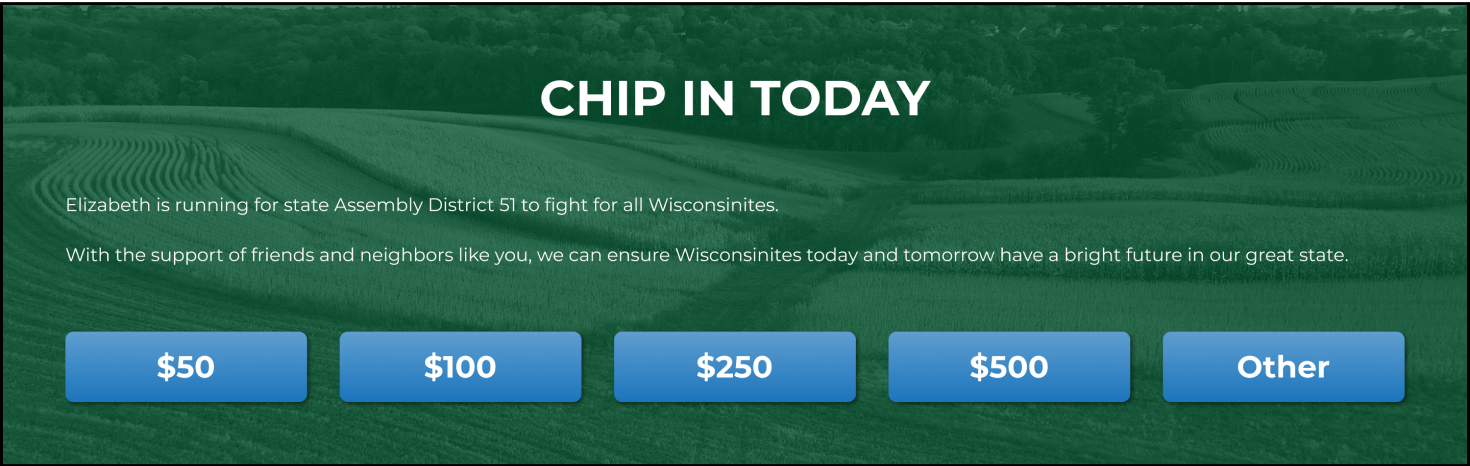 CHIP IN TODAY
Elizabeth is running for state Assembly District 51 to fight for all Wisconsinites.
With the support of friends and neighbors like you, we can ensure Wisconsinites today and tomorrow have a bright future in our great state.
$50
$100
$250
$500
Other